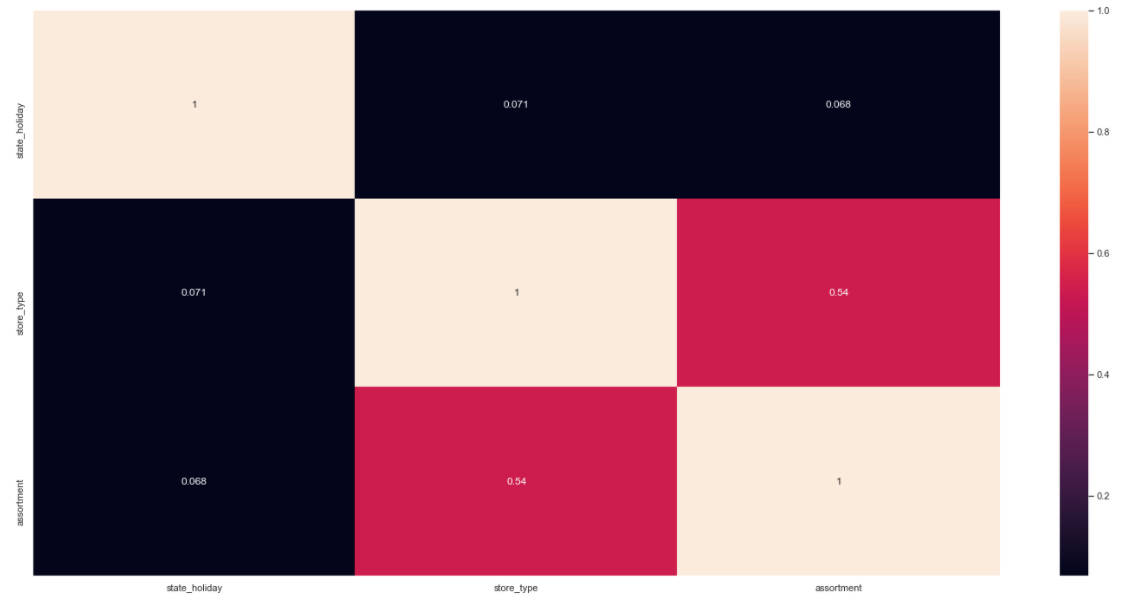 1.0
state_holiday
1
0.071
0.068
0.8
store_type
0.071
1
0.54
0.6
0.4
assortment
0.068
0.54
1
0.2
state_holiday
store_type
assortment